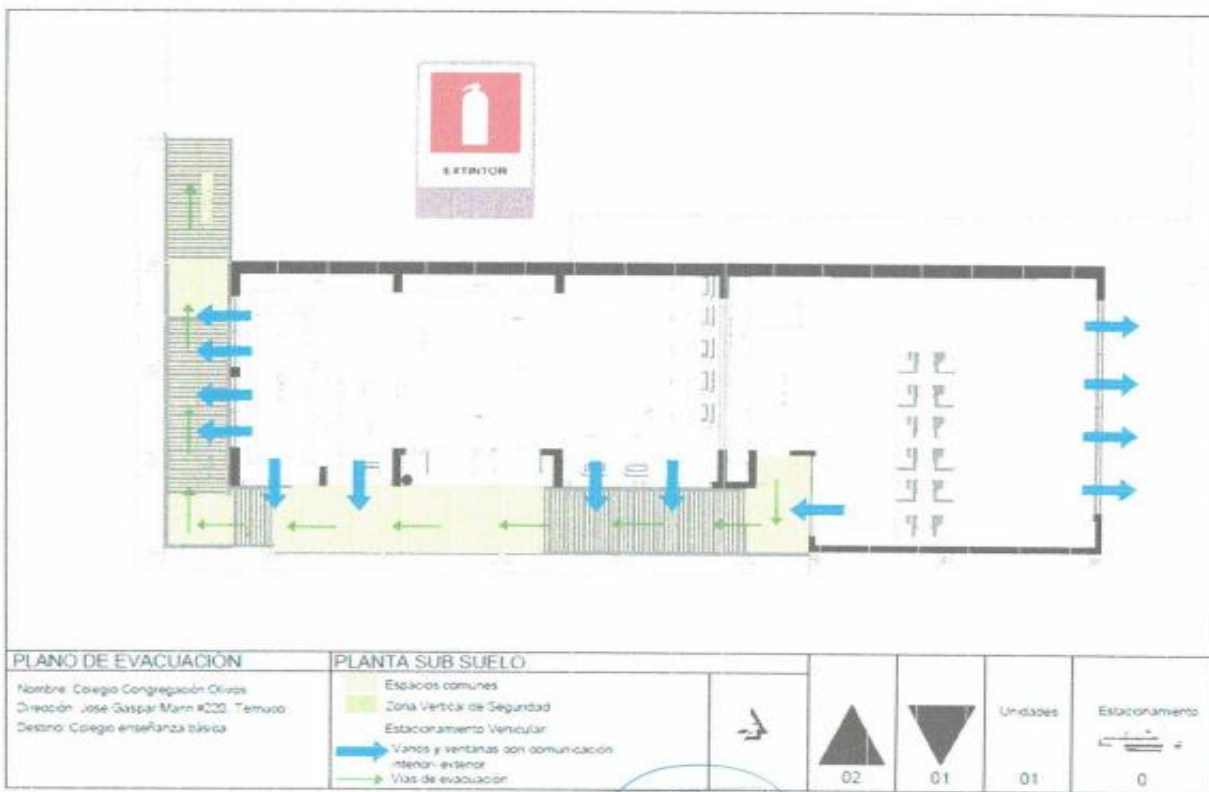 EXTINTOR
PLANO DE EVACUACIÓN
Nombre: Colegio Congregación Olivos
Dirección: José Gaspar Marin #220. Temuco
Destino: Colegio enseñanza básica
PLANTA SUB SUELO
Espacios comunes
Zona Vertical de Seguridad
Estacionamiento Vehicular
Vanos y ventanas con comunicación
interior- exterior
Vías de evacuación
02
01
Unidades
01
Estacionamiento
0